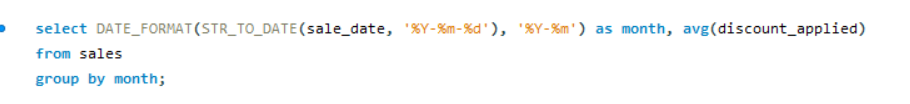 select DATE_FORMAT(STR_TO_DATE(sale_date, '%Y-%m-%d'), '%Y-%m') as month, avg(discount_applied)
from sales
group by month;